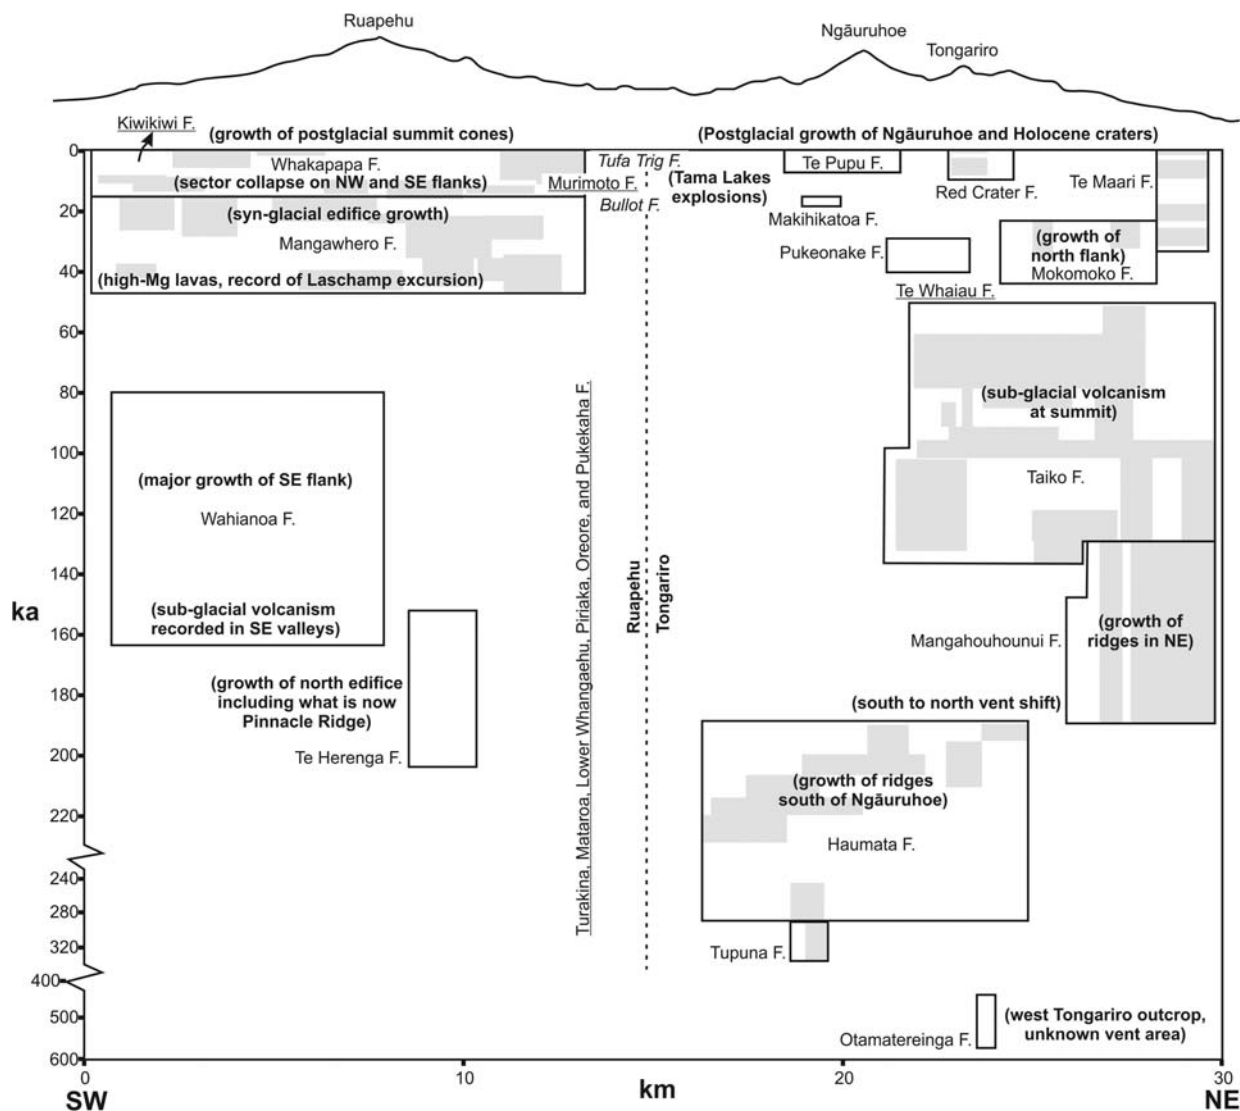 Ruapehu
Ngāuruhoe
Tongariro
Kiwikiwi F.
(growth of postglacial summit cones)
(Postglacial growth of Ngāuruhoe and Holocene craters)
0
20
40
60
80
100
120
140
160
180
200
220
240
280
320
400
500
600
ka
Whakapapa F.
(sector collapse on NW and SE flanks)
Tufa Trig F.
Murimoto F.
Bullot F.
(syn-glacial edifice growth)
Mangawhero F.
(high-Mg lavas, record of Laschamp excursion)
(Tama Lakes
explosions)
Te Pupu F.
Red Crater F.
Te Maari F.
Makihikatoa F.
Pukeonake F.
(growth of
north flank)
Mokomoko F.
Te Whaiau F.
(major growth of SE flank)
Wahianoa F.
(sub-glacial volcanism
recorded in SE valleys)
(growth of north edifice
including what is now
Pinnacle Ridge)
Te Herenga F.
Turakina, Mataroa, Lower Whangaehu, Piriaka, Oreore, and Pukekaha F.
Ruapehu
Tongariro
(sub-glacial volcanism
at summit)
Taiko F.
Mangahouhounui F.
(growth of
ridges in NE)
(south to north vent shift)
(growth of ridges
south of Ngāuruhoe)
Haumata F.
Tupuna F.
Otamatereinga F.
(west Tongariro outcrop,
unknown vent area)
0
10
20
30
SW
km
NE